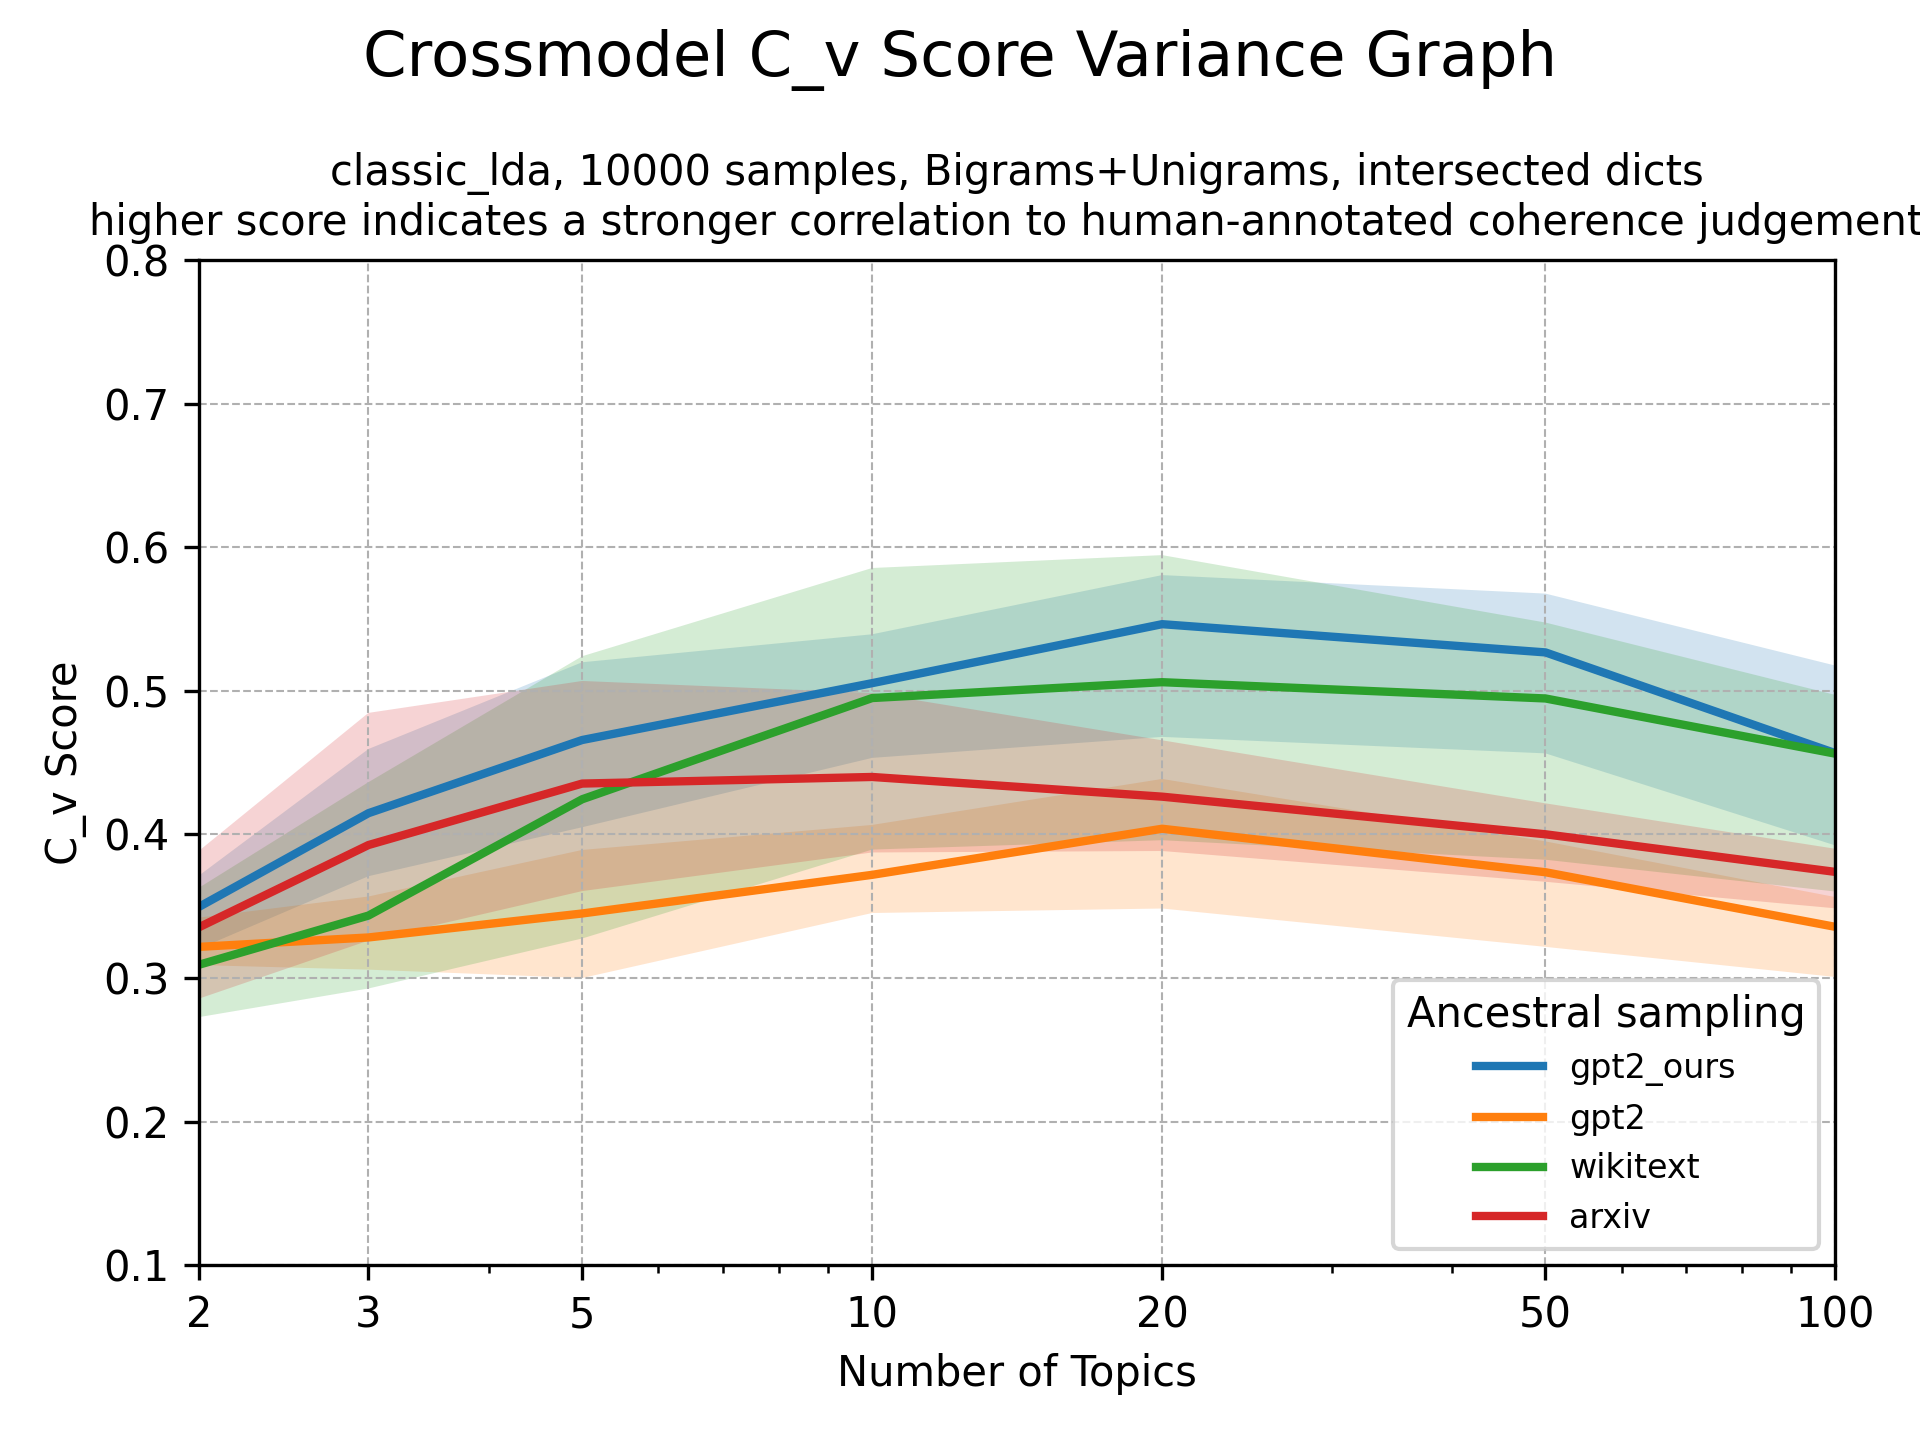 Crossmodel C_v Score Variance Graph
classic_lda, 10000 samples, Bigrams+Unigrams, intersected dicts
higher score indicates a stronger correlation to human-annotated coherence judgement
0.8
0.7
0.6
0.5
0.4
0.3
0.2
0.1
C_v Score
2 3 5 10 20 50 100
Number of Topics
Ancestral sampling
gpt2_ours
gpt2
wikitext
arxiv